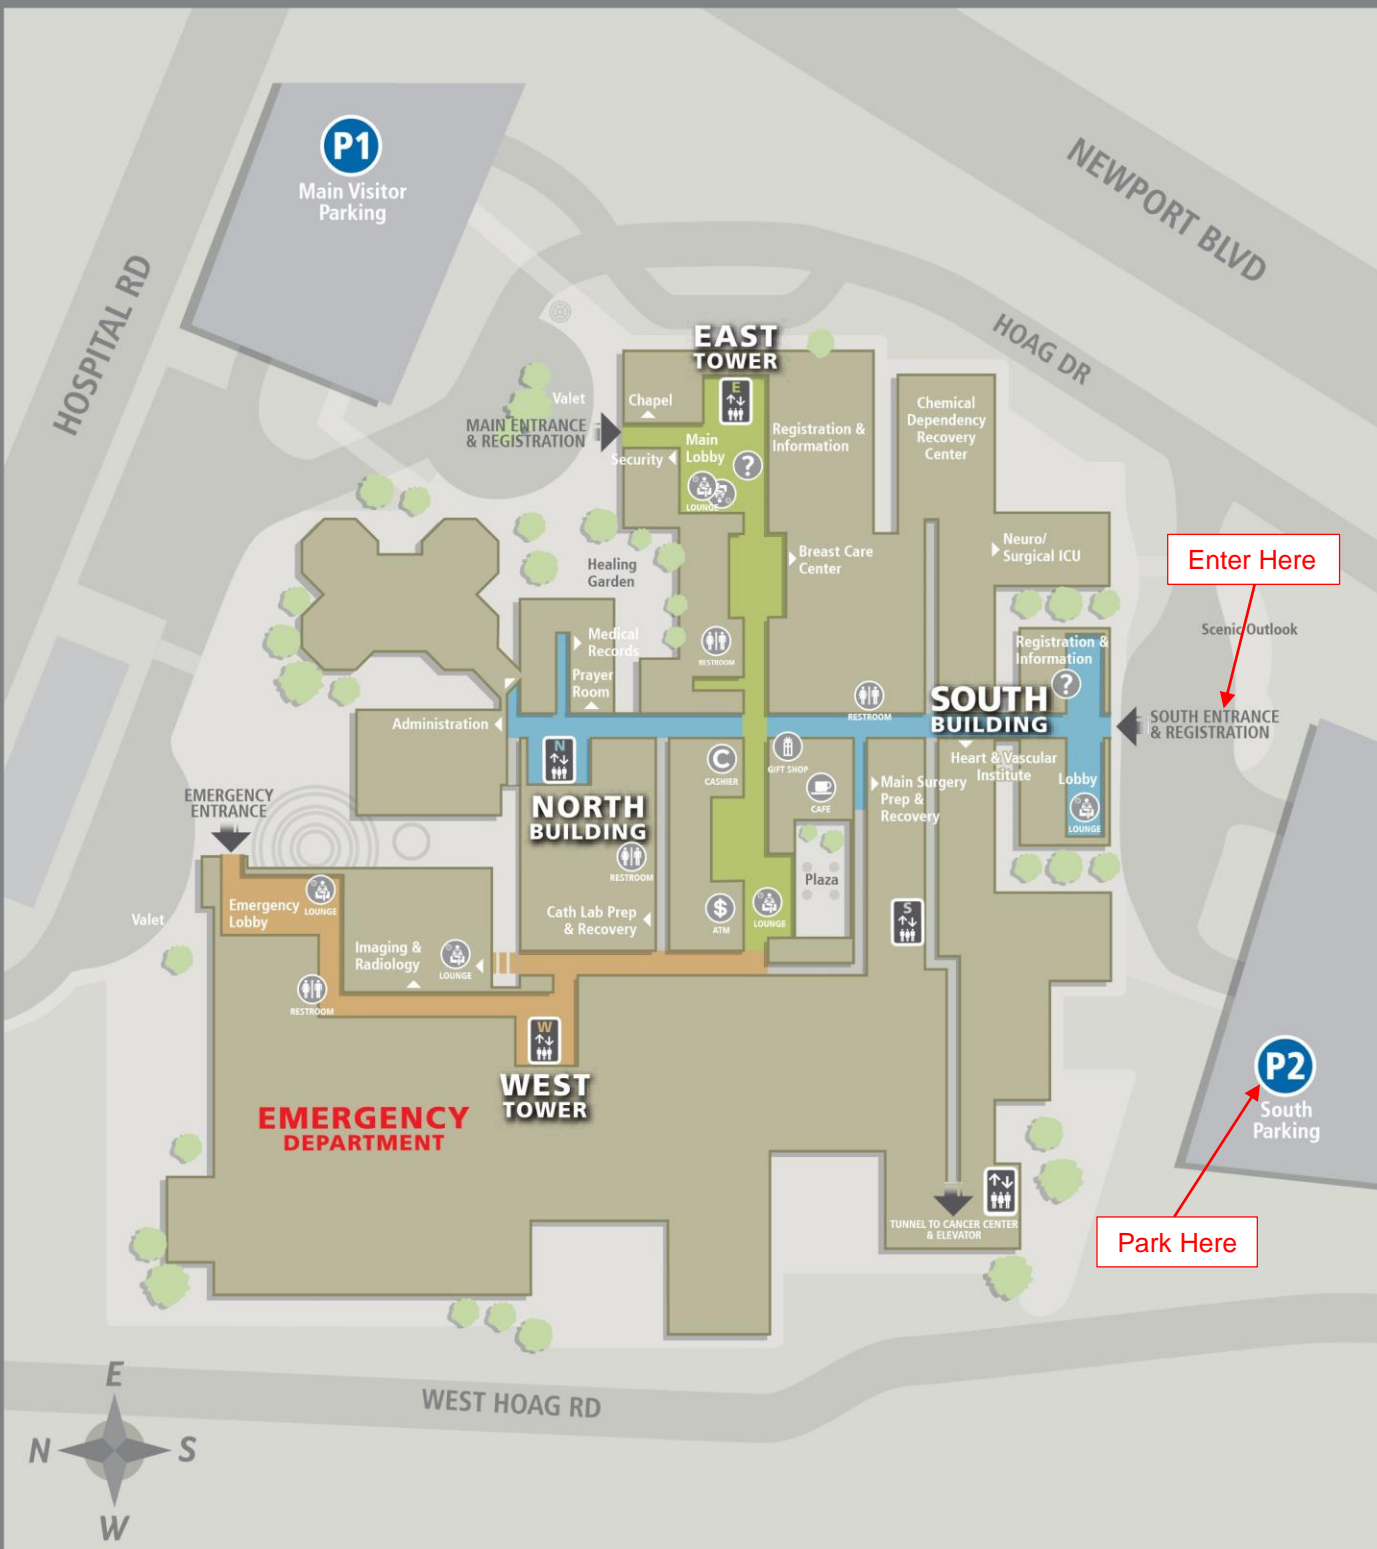 P1
Main Visitor
Parking
HOSPITAL RD
NEWPORT BLVD
HOAG DR
EAST
TOWER
E
Valet
MAIN ENTRANCE
& REGISTRATION
Chapel
Security
Main
Lobby
?
LOUNGE
Registration &
Information
Chemical
Dependency
Recovery
Center
Breast Care
Center
Neuro/
Surgical ICU
Enter Here
Scenic Outlook
Healing
Garden
Medical
Records
Prayer
Room
RESTROOM
RESTROOM
Registration &
Information
?
SOUTH
BUILDING
SOUTH ENTRANCE
& REGISTRATION
Administration
N
NORTH
BUILDING
C
CASHIER
GIFT SHOP
CAFE
Main Surgery
Prep &
Recovery
Heart & Vascular
Institute
Lobby
LOUNGE
EMERGENCY
ENTRANCE
RESTROOM
Plaza
Emergency
Lobby
LOUNGE
Valet
Cath Lab Prep
& Recovery
$
ATM
LOUNGE
S
Imaging &
Radiology
LOUNGE
RESTROOM
W
WEST
TOWER
EMERGENCY
DEPARTMENT
P2
South
Parking
TUNNEL TO CANCER CENTER
& ELEVATOR
Park Here
WEST HOAG RD
E
N
S
W